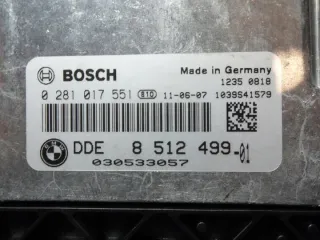 BOSCH
Made in Germany
1235 0818
0 281 017 551 E10 11-06-07 1039S41579
DDE 8 512 499-01
030533057